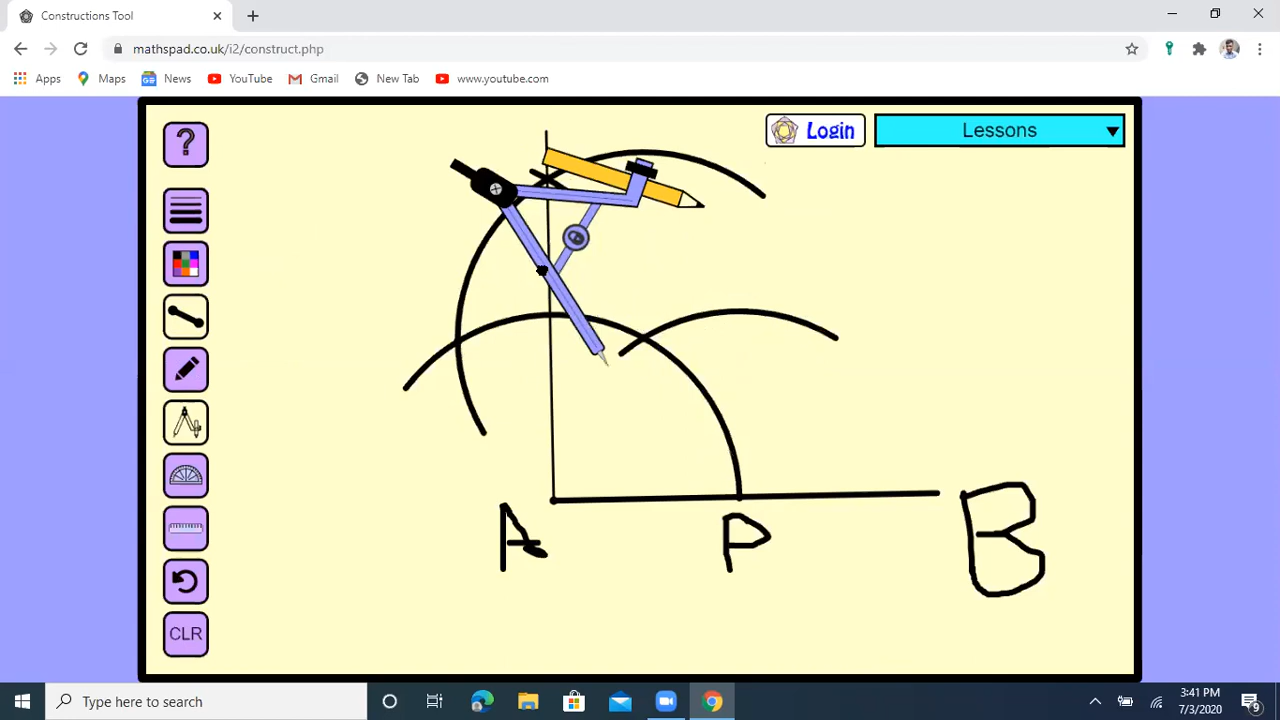 Constructions Tool
mathspad.co.uk/i2/construct.php
Apps Maps News YouTube Gmail New Tab www.youtube.com
? Login Lessons
CLR
A P B
Type here to search
3:41 PM
7/3/2020
9